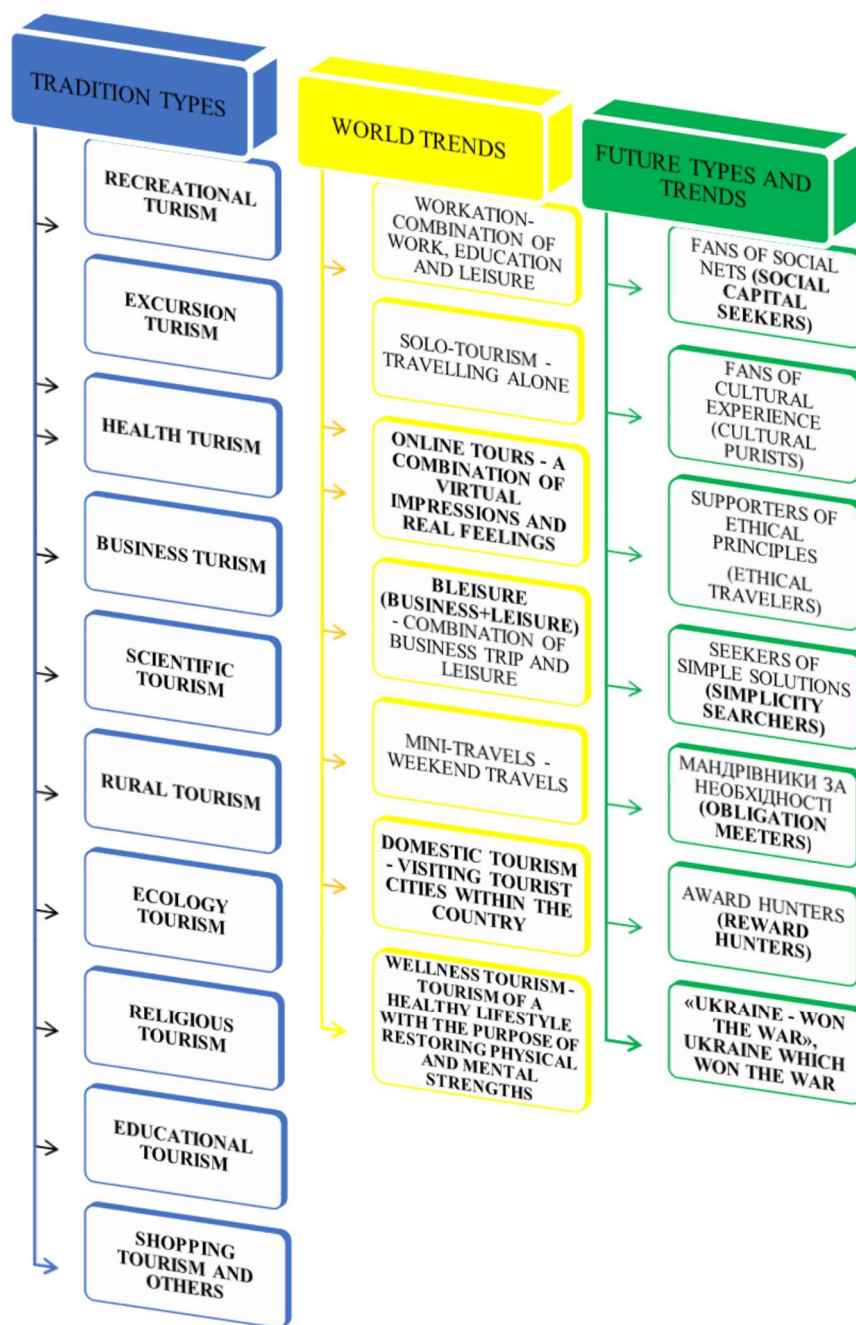 TRADITION TYPES
RECREATIONAL
TURISM
EXCURSION
TURISM
HEALTH TURISM
BUSINESS TURISM
SCIENTIFIC
TOURISM
RURAL TOURISM
ECOLOGY
TOURISM
RELIGIOUS
TOURISM
EDUCATIONAL
TOURISM
SHOPPING
TOURISM AND
OTHERS
WORLD TRENDS
WORKATION-
COMBINATION OF
WORK, EDUCATION
AND LEISURE
SOLO-TOURISM -
TRAVELLING ALONE
ONLINE TOURS - A
COMBINATION OF
VIRTUAL
IMPRESSIONS AND
REAL FEELINGS
BLEISURE
(BUSINESS+LEISURE)
- COMBINATION OF
BUSINESS TRIP AND
LEISURE
MINI-TRAVELS -
WEEKEND TRAVELS
DOMESTIC TOURISM
- VISITING TOURIST
CITIES WITHIN THE
COUNTRY
WELLNESS TOURISM-
TOURISM OF A
HEALTHY LIFESTYLE
WITH THE PURPOSE OF
RESTORING PHYSICAL
AND MENTAL
STRENGTHS
FUTURE TYPES AND
TRENDS
FANS OF SOCIAL
NETS (SOCIAL
CAPITAL
SEEKERS)
FANS OF
CULTURAL
EXPERIENCE
(CULTURAL
PURISTS)
SUPPORTERS OF
ETHICAL
PRINCIPLES
(ETHICAL
TRAVELERS)
SEEKERS OF
SIMPLE SOLUTIONS
(SIMPLICITY
SEARCHERS)
МАНДРІВНИКИ ЗА
НЕОБХІДНОСТІ
(OBLIGATION
MEETERS)
AWARD HUNTERS
(REWARD
HUNTERS)
«UKRAINE - WON
THE WAR»,
UKRAINE WHICH
WON THE WAR